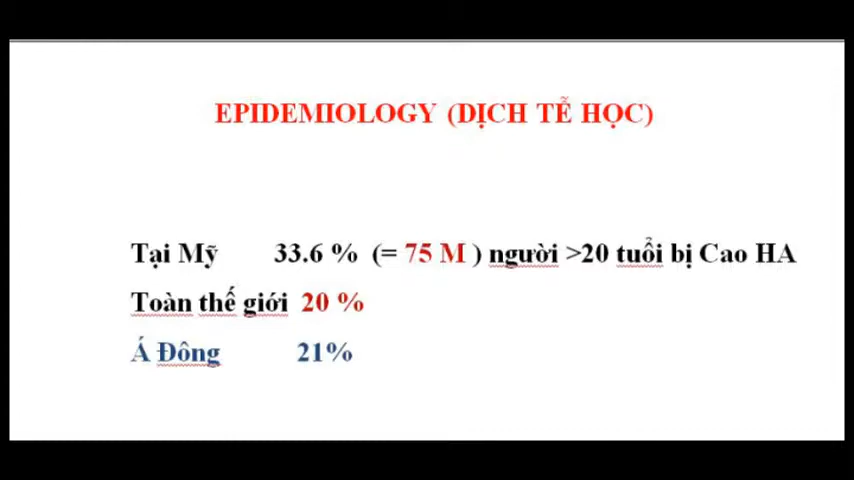 EPIDEMIOLOGY (DỊCH TỄ HỌC)
Tại Mỹ 33.6 % (= 75 M ) người >20 tuổi bị Cao HA
Toàn thế giới 20 %
Á Đông 21%